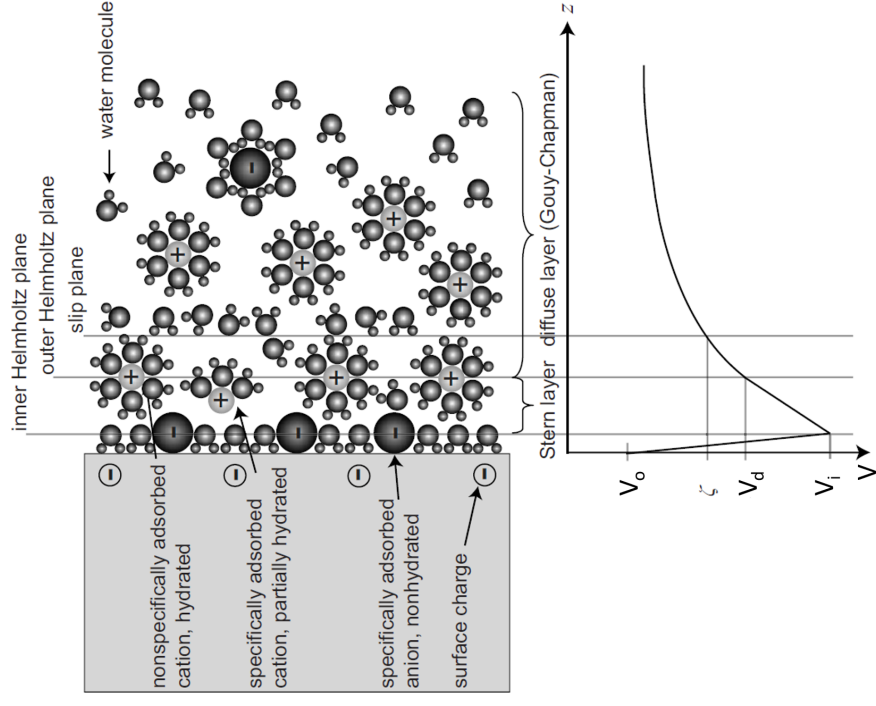 inner Helmholtz plane
outer Helmholtz plane
slip plane
water molecule
-
+
+
+
+
+
+
+
+
-
-
-
-
-
-
-
nonspecifically adsorbed
cation, hydrated
specifically adsorbed
cation, partially hydrated
specifically adsorbed
anion, nonhydrated
surface charge
Stern layer
diffuse layer (Gouy-Chapman)
z
V
Vo
ζ
Vd
Vi